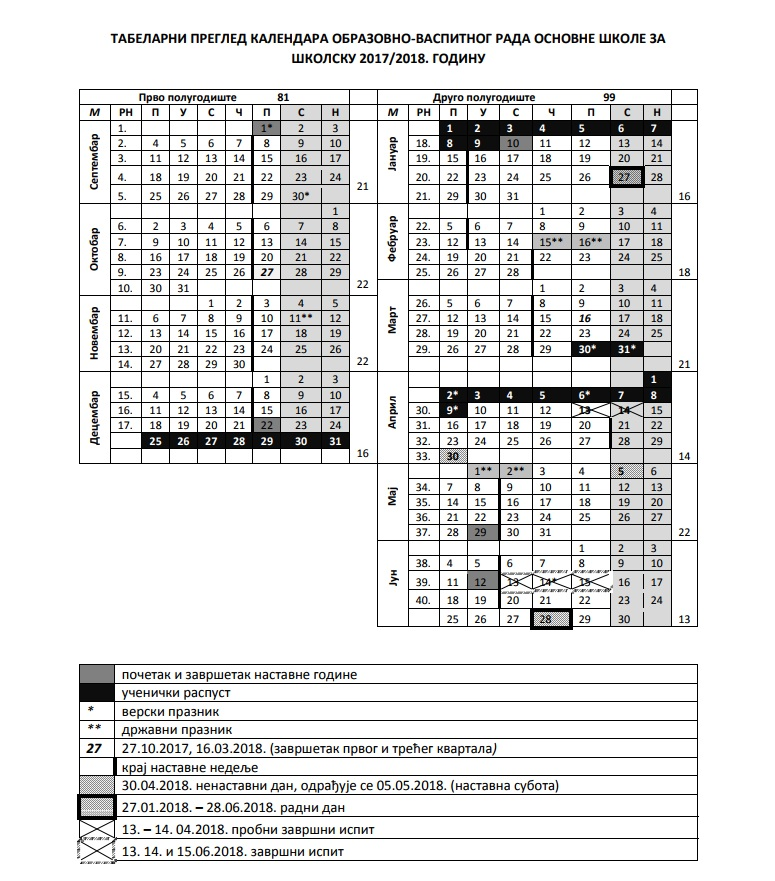 ТАБЕЛАРНИ ПРЕГЛЕД КАЛЕНДАРА ОБРАЗОВНО-ВАСПИТНОГ РАДА ОСНОВНЕ ШКОЛЕ ЗА
ШКОЛСКУ 2017/2018. ГОДИНУ
Прво полугодиште 81
М РН П У С Ч П С Н
Септембар
1. 1* 2 3
2. 4 5 6 7 8 9 10
3. 11 12 13 14 15 16 17
4. 18 19 20 21 22 23 24
5. 25 26 27 28 29 30*
21
Октобар
1
6. 2 3 4 5 6 7 8
7. 9 10 11 12 13 14 15
8. 16 17 18 19 20 21 22
9. 23 24 25 26 27 28 29
10. 30 31
22
Новембар
1 2 3 4 5
11. 6 7 8 9 10 11** 12
12. 13 14 15 16 17 18 19
13. 20 21 22 23 24 25 26
14. 27 28 29 30
22
Децембар
1 2 3
15. 4 5 6 7 8 9 10
16. 11 12 13 14 15 16 17
17. 18 19 20 21 22 23 24
25 26 27 28 29 30 31
16
Друго полугодиште 99
М РН П У С Ч П С Н
Јануар
1 2 3 4 5 6 7
18. 8 9 10 11 12 13 14
19. 15 16 17 18 19 20 21
20. 22 23 24 25 26 27 28
21. 29 30 31
16
Фебруар
1 2 3 4
22. 5 6 7 8 9 10 11
23. 12 13 14 15** 16** 17 18
24. 19 20 21 22 23 24 25
25. 26 27 28
18
Март
1 2 3 4
26. 5 6 7 8 9 10 11
27. 12 13 14 15 16 17 18
28. 19 20 21 22 23 24 25
29. 26 27 28 29 30* 31*
21
Април
1
2* 3 4 5 6* 7 8
30. 9* 10 11 12 13 14 15
31. 16 17 18 19 20 21 22
32. 23 24 25 26 27 28 29
33. 30
14
Мај
1** 2** 3 4 5 6
34. 7 8 9 10 11 12 13
35. 14 15 16 17 18 19 20
36. 21 22 23 24 25 26 27
37. 28 29 30 31
22
Јун
1 2 3
38. 4 5 6 7 8 9 10
39. 11 12 13 14* 15 16 17
40. 18 19 20 21 22 23 24
25 26 27 28 29 30
13
почетак и завршетак наставне године
ученички распуст
* верски празник
** државни празник
27 27.10.2017, 16.03.2018. (завршетак првог и трећег квартала)
крај наставне недеље
30.04.2018. ненаставни дан, одрађује се 05.05.2018. (наставна субота)
27.01.2018. – 28.06.2018. радни дан
13. – 14. 04.2018. пробни завршни испит
13. 14. и 15.06.2018. завршни испит